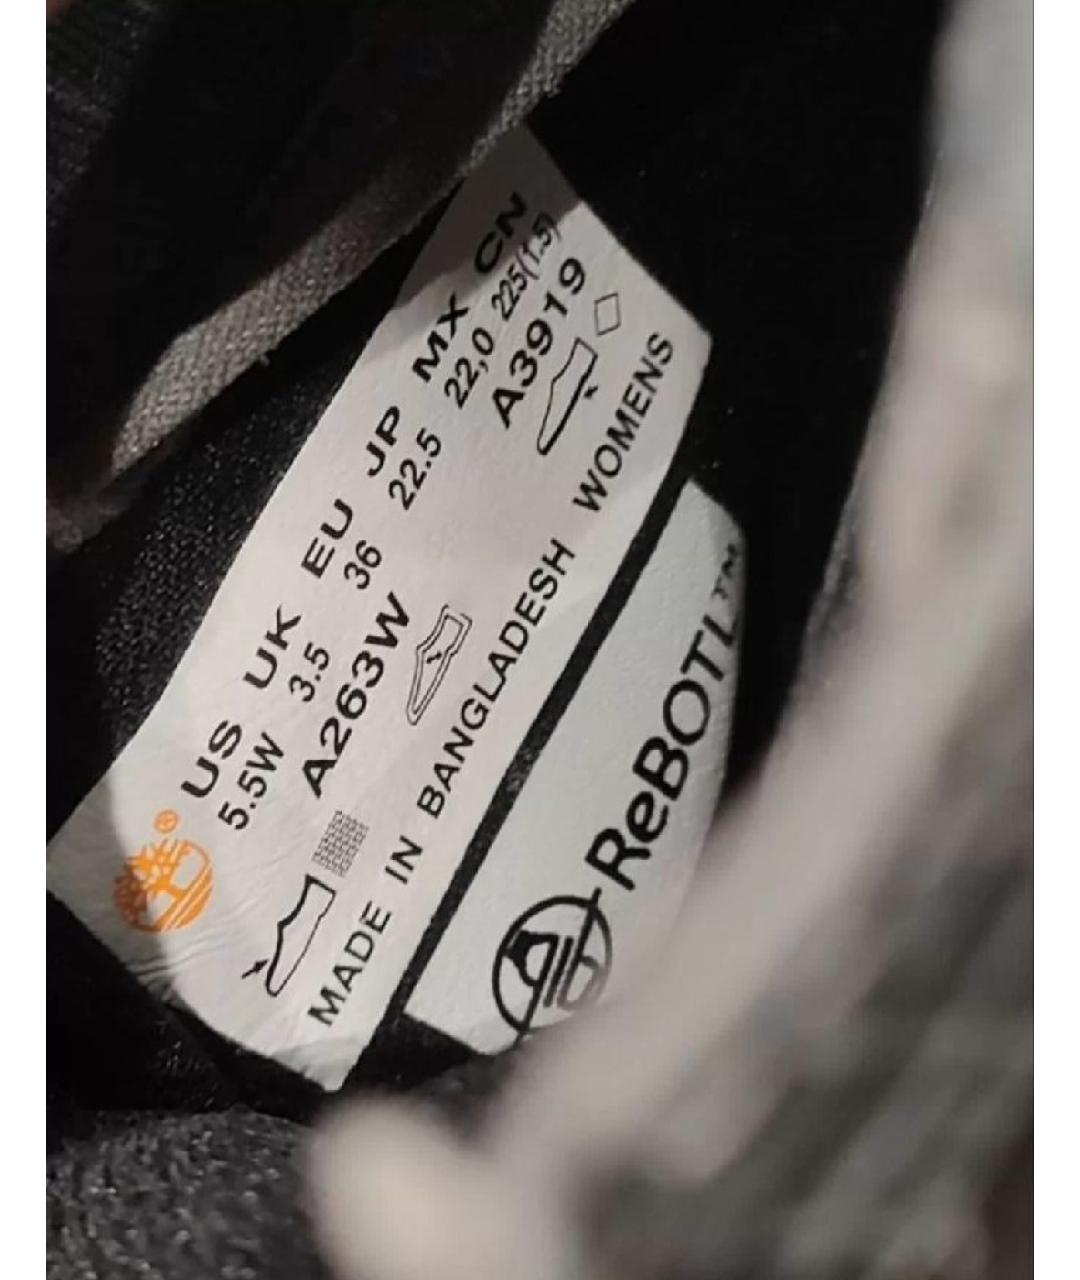 US UK EU JP MX CN
5.5W 3.5 36 22.5 22,0 225(1.5)
A263W A3919
MADE IN BANGLADESH WOMENS
ReBOTL™